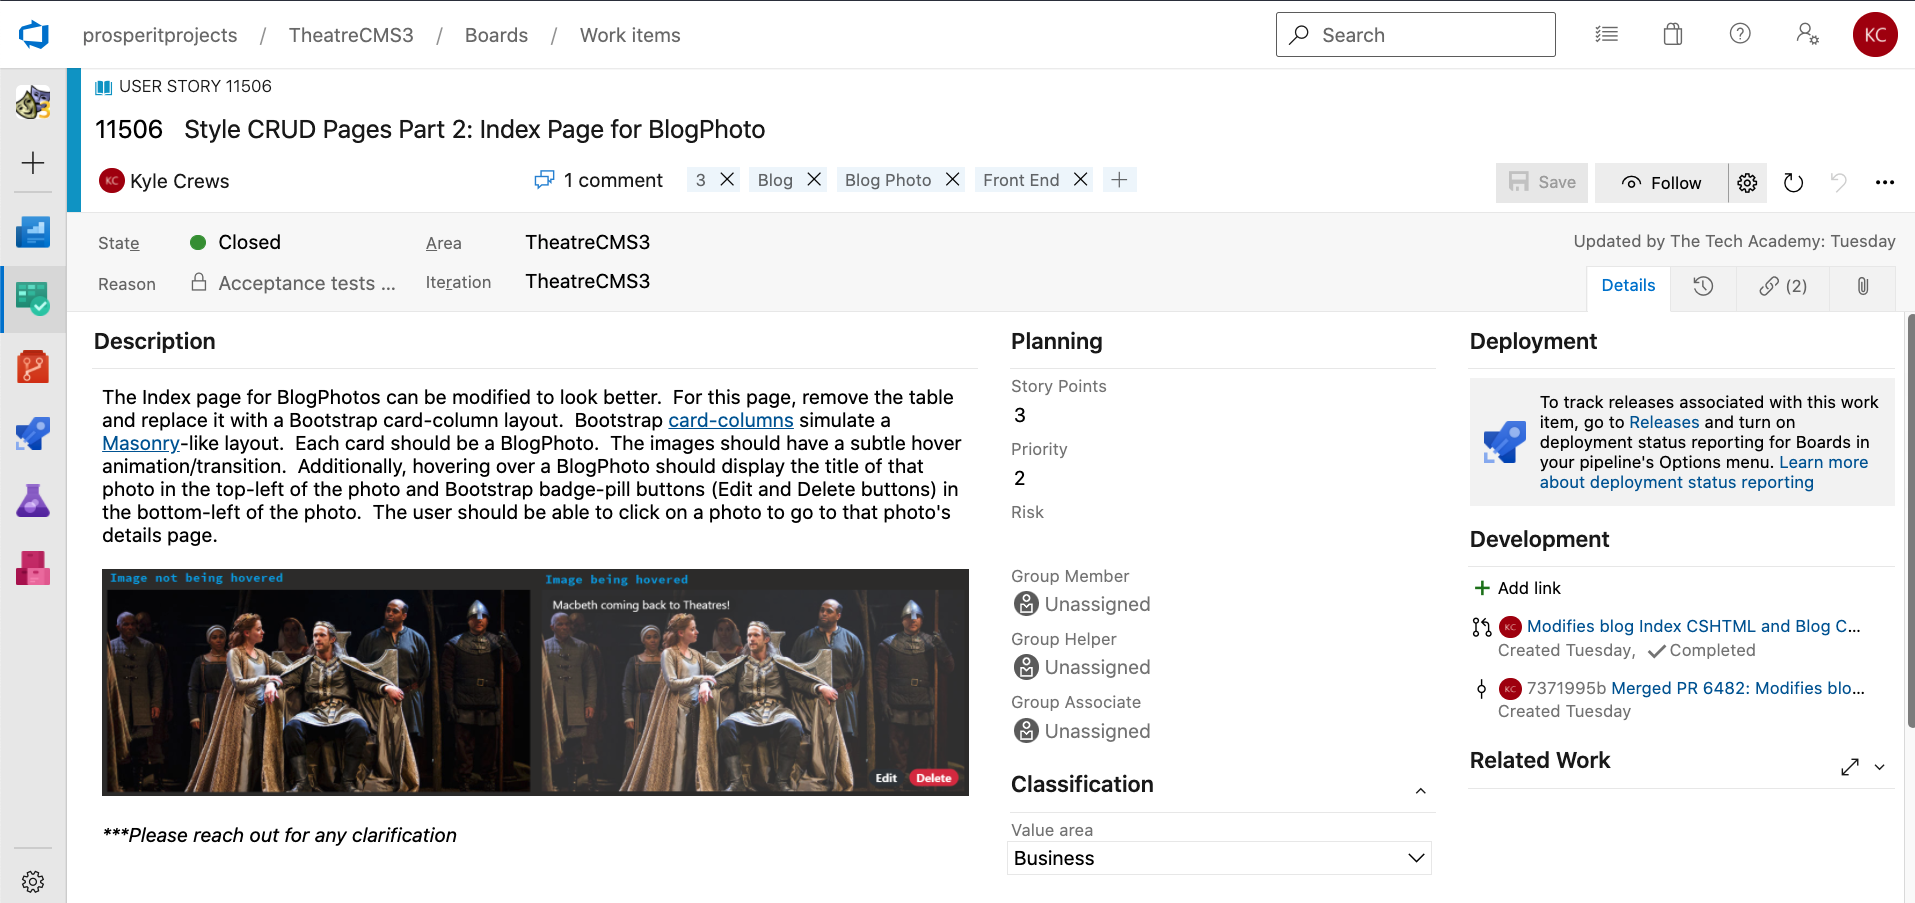 prosperitprojects / TheatreCMS3 / Boards / Work items
Search
KC
3
USER STORY 11506
11506 Style CRUD Pages Part 2: Index Page for BlogPhoto
KC Kyle Crews
1 comment
3
Blog
Blog Photo
Front End
Save
Follow
State Closed
Area TheatreCMS3
Updated by The Tech Academy: Tuesday
Reason Acceptance tests ...
Iteration TheatreCMS3
Details
(2)
Description
The Index page for BlogPhotos can be modified to look better. For this page, remove the table
and replace it with a Bootstrap card-column layout. Bootstrap card-columns simulate a
Masonry-like layout. Each card should be a BlogPhoto. The images should have a subtle hover
animation/transition. Additionally, hovering over a BlogPhoto should display the title of that
photo in the top-left of the photo and Bootstrap badge-pill buttons (Edit and Delete buttons) in
the bottom-left of the photo. The user should be able to click on a photo to go to that photo's
details page.
Image not being hovered
Image being hovered
Macbeth coming back to Theatres!
Edit
Delete
***Please reach out for any clarification
Planning
Story Points
3
Priority
2
Risk
Group Member
Unassigned
Group Helper
Unassigned
Group Associate
Unassigned
Classification
Value area
Business
Deployment
To track releases associated with this work
item, go to Releases and turn on
deployment status reporting for Boards in
your pipeline's Options menu. Learn more
about deployment status reporting
Development
Add link
KC Modifies blog Index CSHTML and Blog C...
Created Tuesday, Completed
KC 7371995b Merged PR 6482: Modifies blo...
Created Tuesday
Related Work